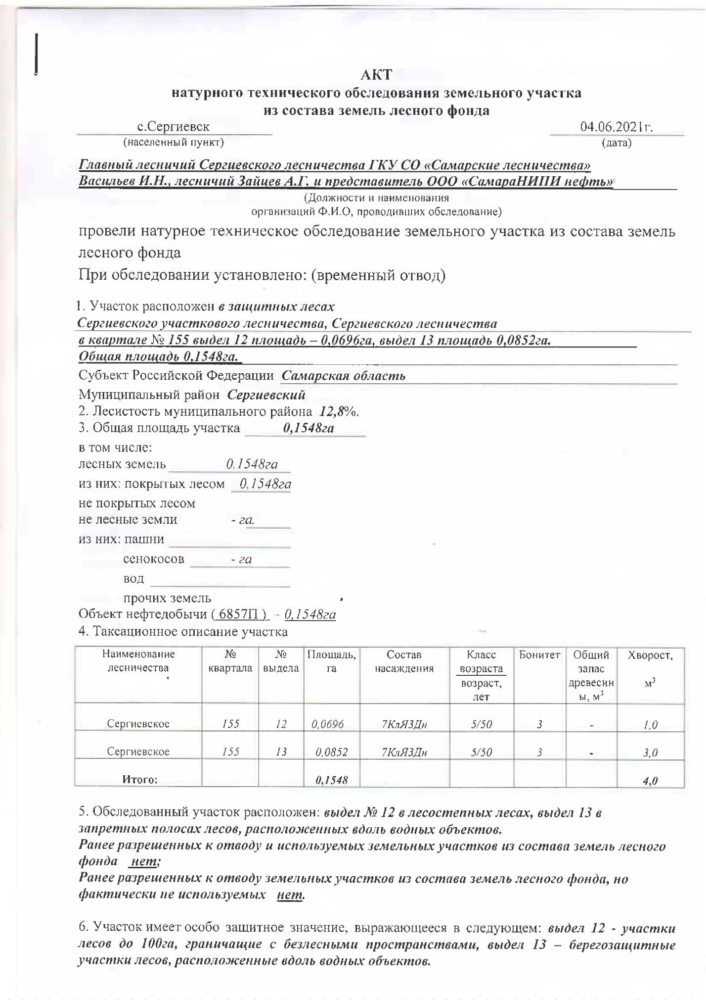 АКТ
натурного технического обследования земельного участка
из состава земель лесного фонда
с.Сергиевск 04.06.2021г.
(населенный пункт) (дата)
Главный лесничий Сергиевского лесничества ГКУ СО «Самарские лесничества»
Васильев И.Н., лесничий Зайцев А.Г. и представитель ООО «СамараНИПИ нефть»
(Должности и наименования
организаций Ф.И.О, проводивших обследование)
провели натурное техническое обследование земельного участка из состава земель
лесного фонда
При обследовании установлено: (временный отвод)
1. Участок расположен в защитных лесах
Сергиевского участкового лесничества, Сергиевского лесничества
в квартале № 155 выдел 12 площадь – 0,0696га, выдел 13 площадь 0,0852га.
Общая площадь 0,1548га.
Субъект Российской Федерации Самарская область
Муниципальный район Сергиевский
2. Лесистость муниципального района 12,8%.
3. Общая площадь участка 0,1548га
в том числе:
лесных земель 0,1548га
из них: покрытых лесом 0,1548га
не покрытых лесом
не лесные земли - га.
из них: пашни
сенокосов - га
вод
прочих земель
Объект нефтедобычи ( 6857П ) – 0,1548га
4. Таксационное описание участка
Наименование № № Площадь, Состав Класс Бонитет Общий Хворост,
лесничества квартала выдела га насаждения возраста запас
возраст, древесин м³
лет ы, м³
Сергиевское 155 12 0,0696 7КлЯ3Дн 5/50 3 - 1,0
Сергиевское 155 13 0,0852 7КлЯ3Дн 5/50 3 - 3,0
Итого: 0,1548 4,0
5. Обследованный участок расположен: выдел № 12 в лесостепных лесах, выдел 13 в
запретных полосах лесов, расположенных вдоль водных объектов.
Ранее разрешенных к отводу и используемых земельных участков из состава земель лесного
фонда нет;
Ранее разрешенных к отводу земельных участков из состава земель лесного фонда, но
фактически не используемых нет.
6. Участок имеет особо защитное значение, выражающееся в следующем: выдел 12 - участки
лесов до 100га, граничащие с безлесными пространствами, выдел 13 – берегозащитные
участки лесов, расположенные вдоль водных объектов.